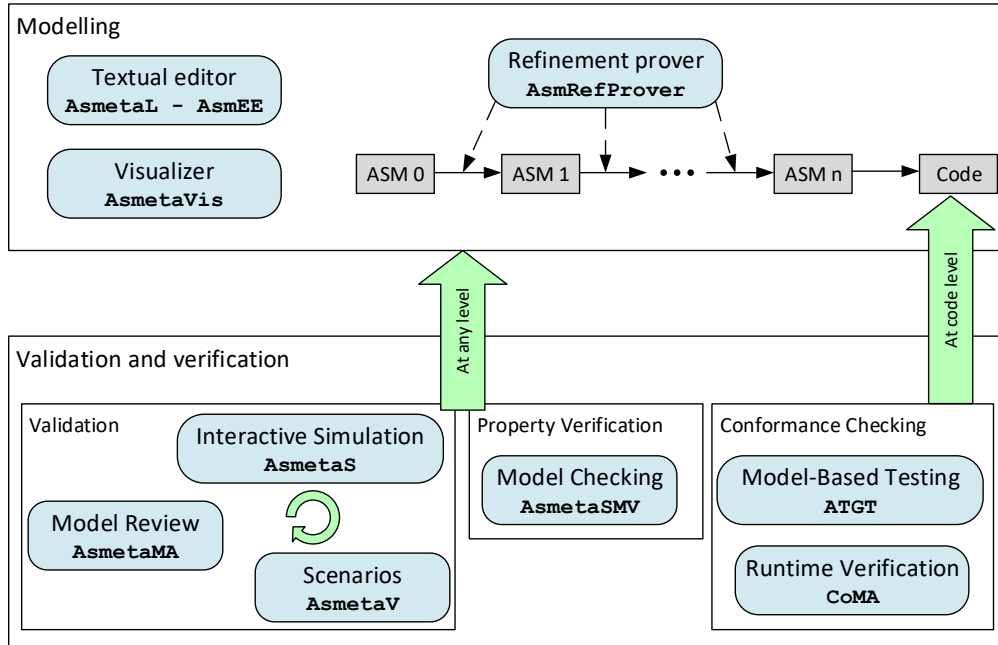 Modelling
Textual editor
AsmetaL - AsmEE
Visualizer
AsmetaVis
Refinement prover
AsmRefProver
ASM 0
ASM 1
•••
ASM n
Code
At any level
At code level
Validation and verification
Validation
Interactive Simulation
AsmetaS
Model Review
AsmetaMA
Scenarios
AsmetaV
Property Verification
Model Checking
AsmetaSMV
Conformance Checking
Model-Based Testing
ATGT
Runtime Verification
CoMA